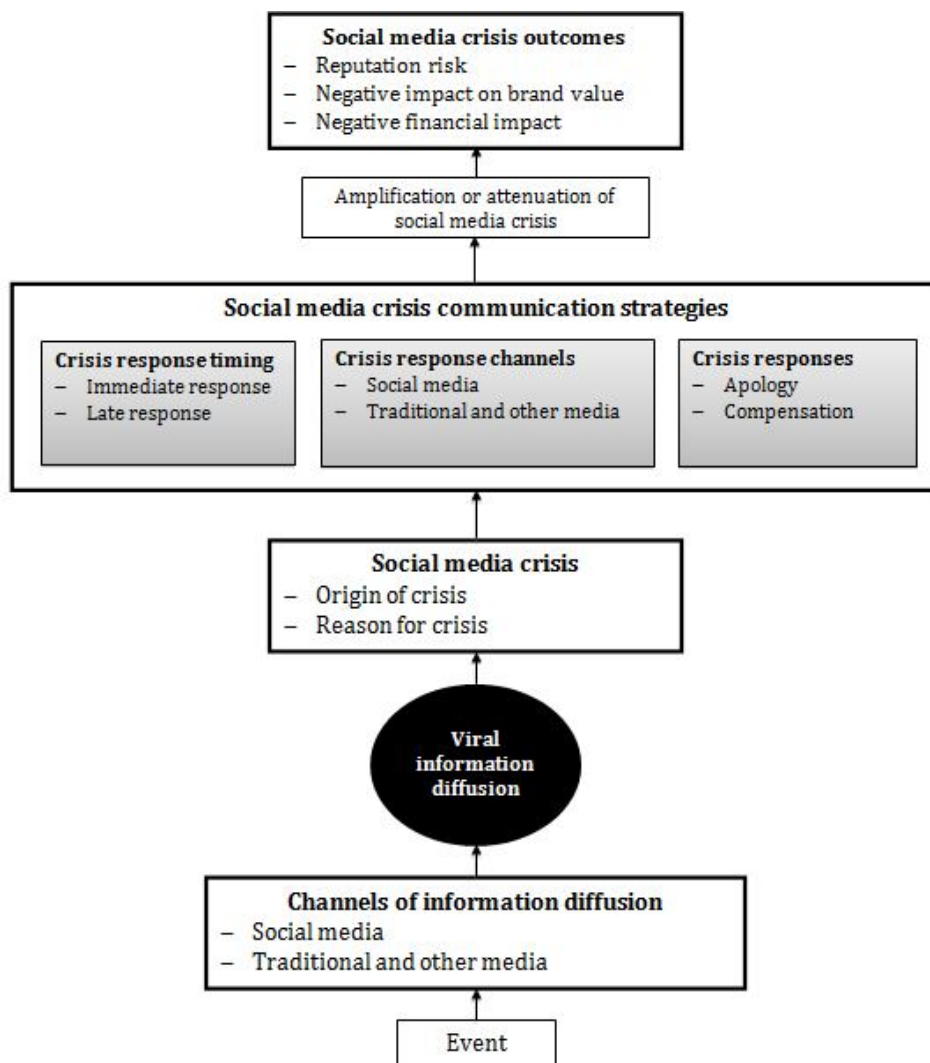 Social media crisis outcomes
– Reputation risk
– Negative impact on brand value
– Negative financial impact
Amplification or attenuation of
social media crisis
Social media crisis communication strategies
Crisis response timing
– Immediate response
– Late response
Crisis response channels
– Social media
– Traditional and other media
Crisis responses
– Apology
– Compensation
Social media crisis
– Origin of crisis
– Reason for crisis
Viral
information
diffusion
Channels of information diffusion
– Social media
– Traditional and other media
Event